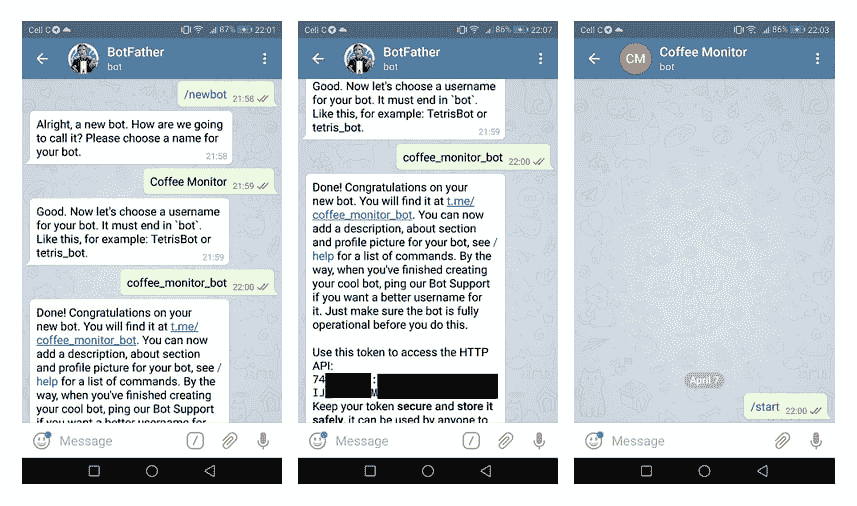 Cell C 87% 22:01
BotFather
bot
/newbot 21:58
Alright, a new bot. How are we going
to call it? Please choose a name for
your bot. 21:58
Coffee Monitor 21:59
Good. Now let's choose a username
for your bot. It must end in `bot`.
Like this, for example: TetrisBot or
tetris_bot. 21:59
coffee_monitor_bot 22:00
Done! Congratulations on your
new bot. You will find it at t.me/
coffee_monitor_bot. You can now
add a description, about section
and profile picture for your bot, see /
help for a list of commands. By the
way, when you've finished creating
your cool bot, ping our Bot Support
if you want a better username for
Message
Cell C 86% 22:07
BotFather
bot
Good. Now let's choose a username
for your bot. It must end in `bot`.
Like this, for example: TetrisBot or
tetris_bot. 21:59
coffee_monitor_bot 22:00
Done! Congratulations on your
new bot. You will find it at t.me/
coffee_monitor_bot. You can now
add a description, about section
and profile picture for your bot, see /
help for a list of commands. By the
way, when you've finished creating
your cool bot, ping our Bot Support
if you want a better username for
it. Just make sure the bot is fully
operational before you do this.
Use this token to access the HTTP
API:
74 :
IJ M
Keep your token secure and store it
safely, it can be used by anyone to
Message
Cell C 86% 22:03
CM
Coffee Monitor
bot
April 7
/start 22:00
Message